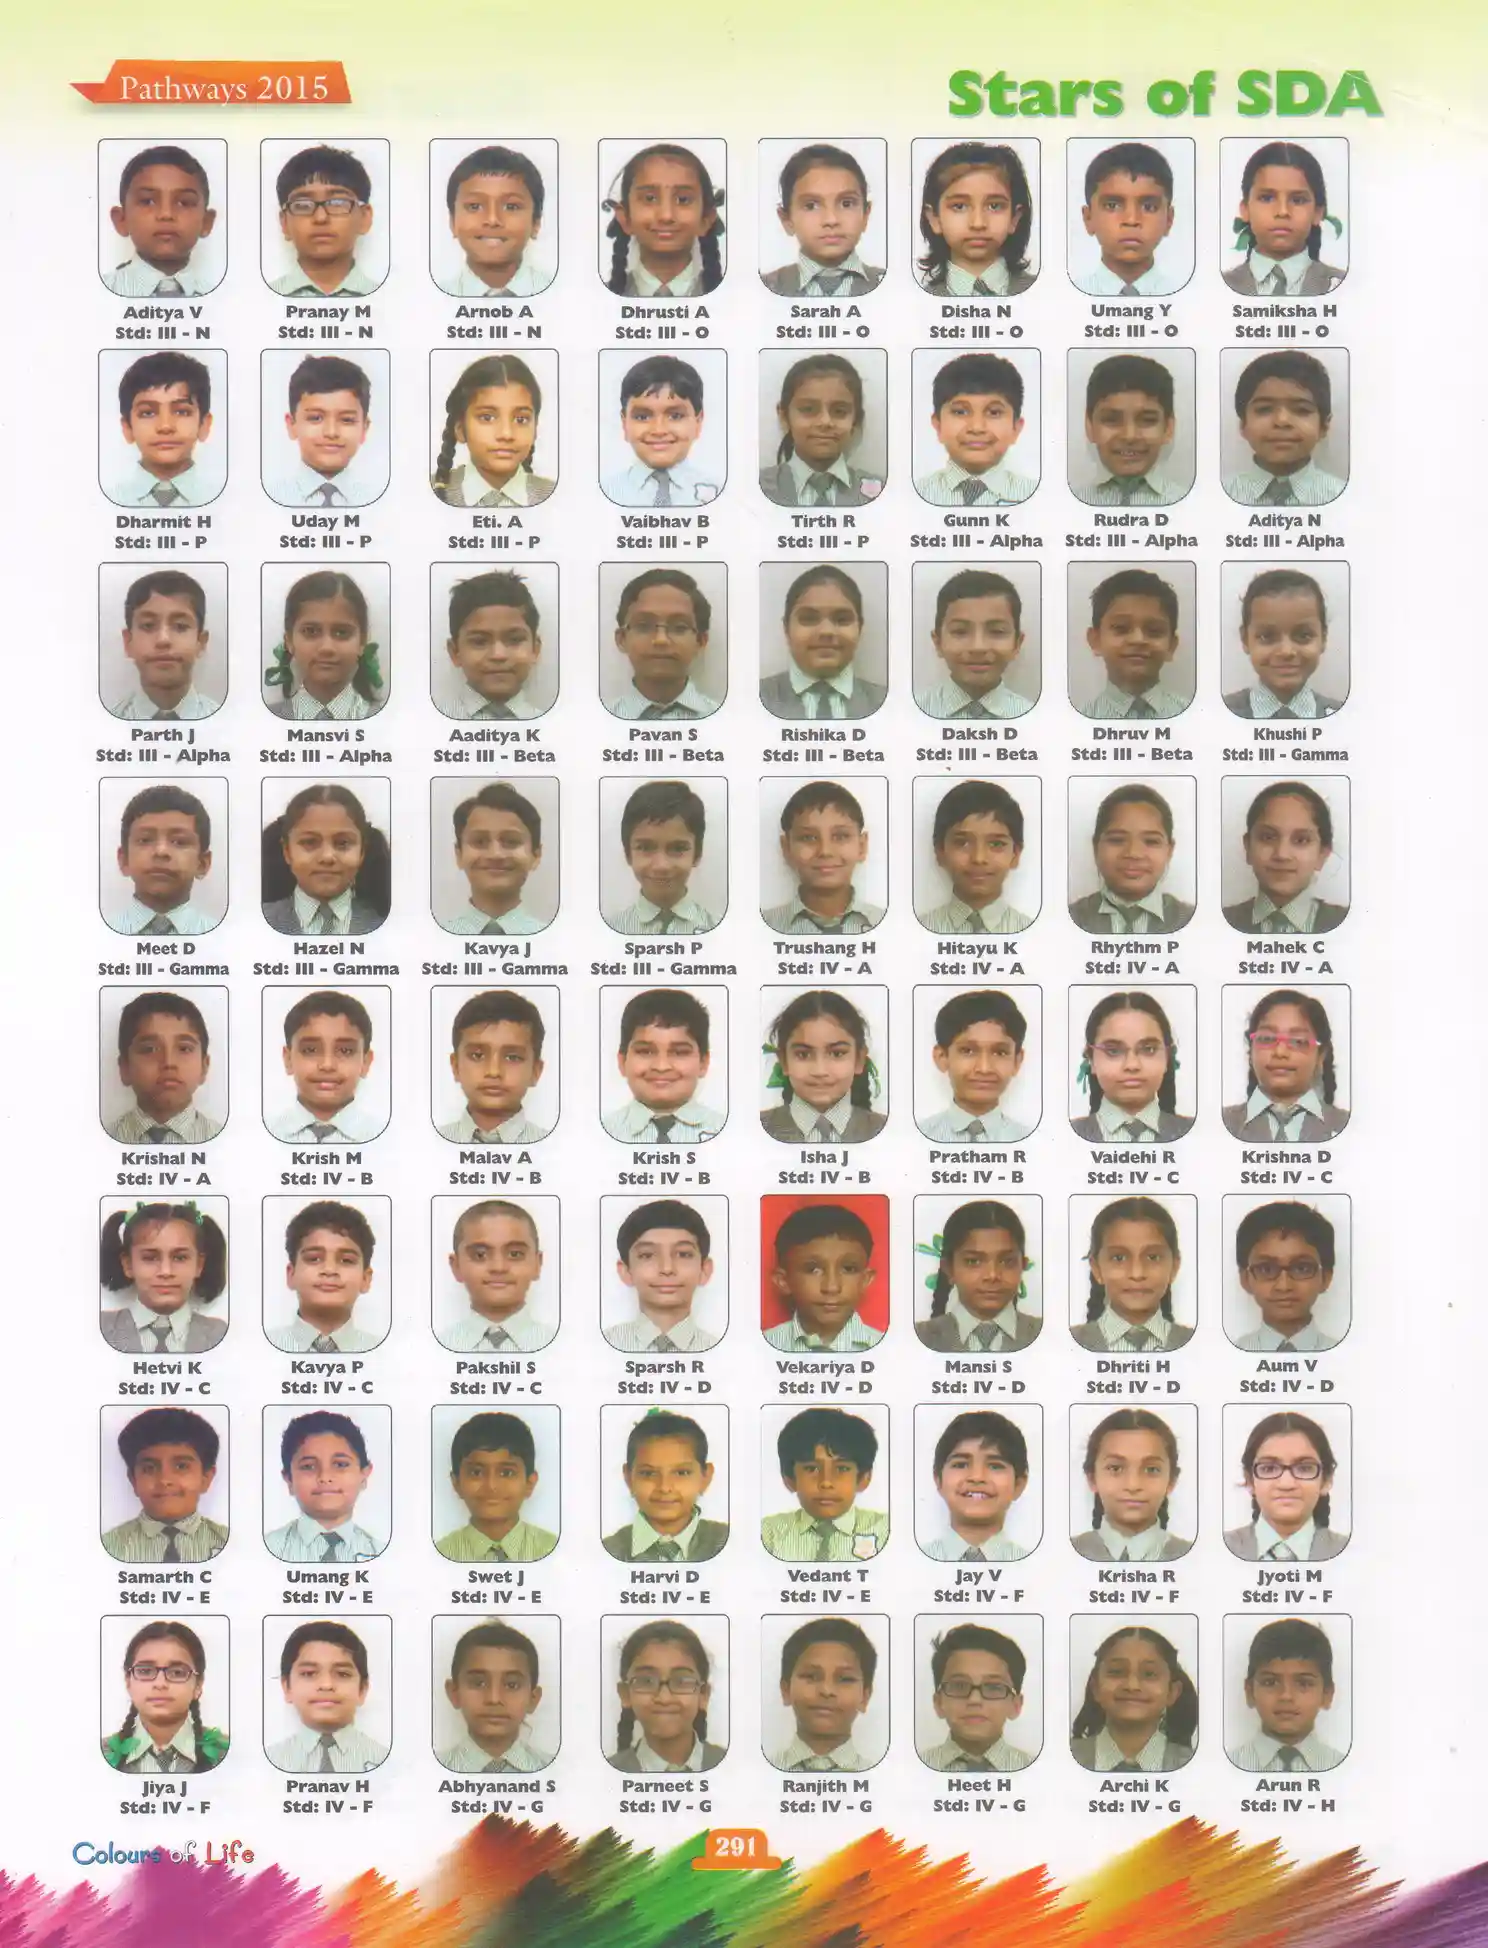 Pathways 2015
Stars of SDA
Aditya V
Std: III - N
Pranay M
Std: III - N
Arnob A
Std: III - N
Dhrusti A
Std: III - O
Sarah A
Std: III - O
Disha N
Std: III - O
Umang Y
Std: III - O
Samiksha H
Std: III - O
Dharmit H
Std: III - P
Uday M
Std: III - P
Eti. A
Std: III - P
Vaibhav B
Std: III - P
Tirth R
Std: III - P
Gunn K
Std: III - Alpha
Rudra D
Std: III - Alpha
Aditya N
Std: III - Alpha
Parth J
Std: III - Alpha
Mansvi S
Std: III - Alpha
Aaditya K
Std: III - Beta
Pavan S
Std: III - Beta
Rishika D
Std: III - Beta
Daksh D
Std: III - Beta
Dhruv M
Std: III - Beta
Khushi P
Std: III - Gamma
Meet D
Std: III - Gamma
Hazel N
Std: III - Gamma
Kavya J
Std: III - Gamma
Sparsh P
Std: III - Gamma
Trushang H
Std: IV - A
Hitayu K
Std: IV - A
Rhythm P
Std: IV - A
Mahek C
Std: IV - A
Krishal N
Std: IV - A
Krish M
Std: IV - B
Malav A
Std: IV - B
Krish S
Std: IV - B
Isha J
Std: IV - B
Pratham R
Std: IV - B
Vaidehi R
Std: IV - C
Krishna D
Std: IV - C
Hetvi K
Std: IV - C
Kavya P
Std: IV - C
Pakshil S
Std: IV - C
Sparsh R
Std: IV - D
Vekariya D
Std: IV - D
Mansi S
Std: IV - D
Dhriti H
Std: IV - D
Aum V
Std: IV - D
Samarth C
Std: IV - E
Umang K
Std: IV - E
Swet J
Std: IV - E
Harvi D
Std: IV - E
Vedant T
Std: IV - E
Jay V
Std: IV - F
Krisha R
Std: IV - F
Jyoti M
Std: IV - F
Jiya J
Std: IV - F
Pranav H
Std: IV - F
Abhyanand S
Std: IV - G
Parneet S
Std: IV - G
Ranjith M
Std: IV - G
Heet H
Std: IV - G
Archi K
Std: IV - G
Arun R
Std: IV - H
Colours of Life
291